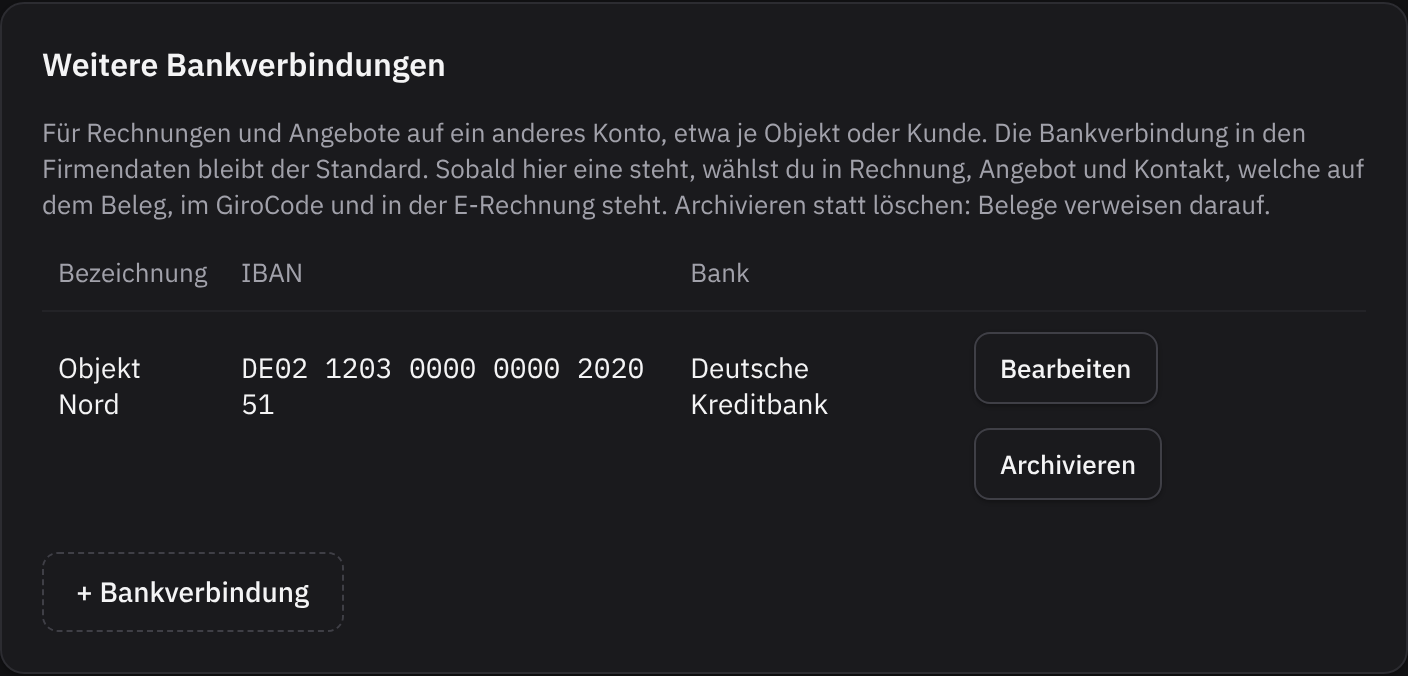 Weitere Bankverbindungen
Für Rechnungen und Angebote auf ein anderes Konto, etwa je Objekt oder Kunde. Die Bankverbindung in den
Firmendaten bleibt der Standard. Sobald hier eine steht, wählst du in Rechnung, Angebot und Kontakt, welche auf
dem Beleg, im GiroCode und in der E-Rechnung steht. Archivieren statt löschen: Belege verweisen darauf.
Bezeichnung IBAN Bank
Objekt DE02 1203 0000 0000 2020 Deutsche Bearbeiten
Nord 51 Kreditbank
Archivieren
+ Bankverbindung